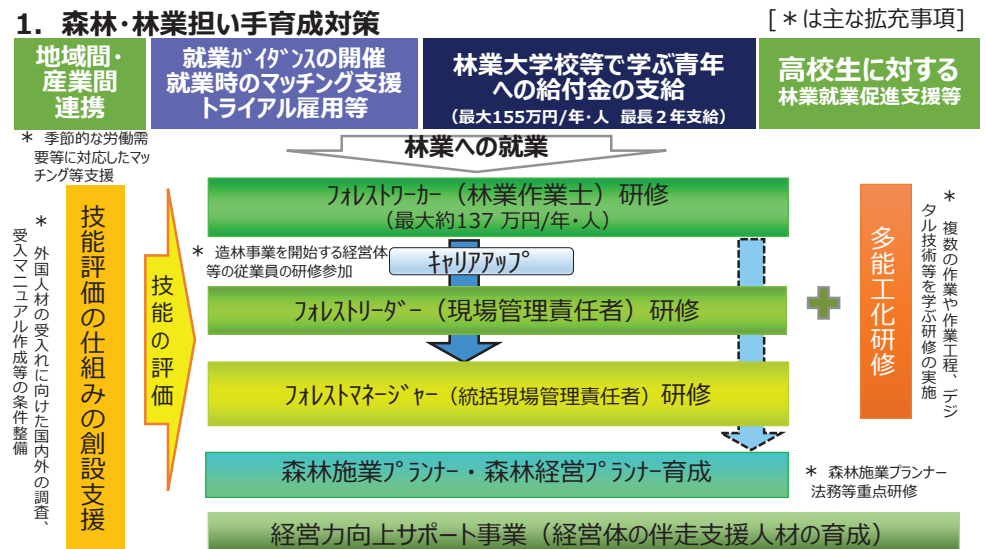 1. 森林・林業担い手育成対策
[＊は主な拡充事項]
地域間・
産業間
連携
就業ｶﾞｲﾀﾞﾝｽの開催
就業時のマッチング支援
トライアル雇用等
林業大学校等で学ぶ青年
への給付金の支給
(最大155万円/年・人 最長２年支給)
高校生に対する
林業就業促進支援等
＊ 季節的な労働需
要等に対応したマッ
チング等支援
林業への就業
＊ 外国人材の受入れに向けた国内外の調査、
受入マニュアル作成等の条件整備
技能評価の仕組みの創設支援
技能の評価
ﾌｫﾚｽﾄﾜｰｶｰ（林業作業士）研修
(最大約137 万円/年・人)
＊ 造林事業を開始する経営体
等の従業員の研修参加
ｷｬﾘｱｱｯﾌﾟ
ﾌｫﾚｽﾄﾘｰﾀﾞｰ（現場管理責任者）研修
ﾌｫﾚｽﾄﾏﾈｰｼﾞｬｰ（統括現場管理責任者）研修
多能工化研修
＊ 複数の作業や作業工程、デジ
タル技術等を学ぶ研修の実施
森林施業ﾌﾟﾗﾝﾅｰ・森林経営ﾌﾟﾗﾝﾅｰ育成
＊ 森林施業プランナー
法務等重点研修
経営力向上サポート事業（経営体の伴走支援人材の育成）